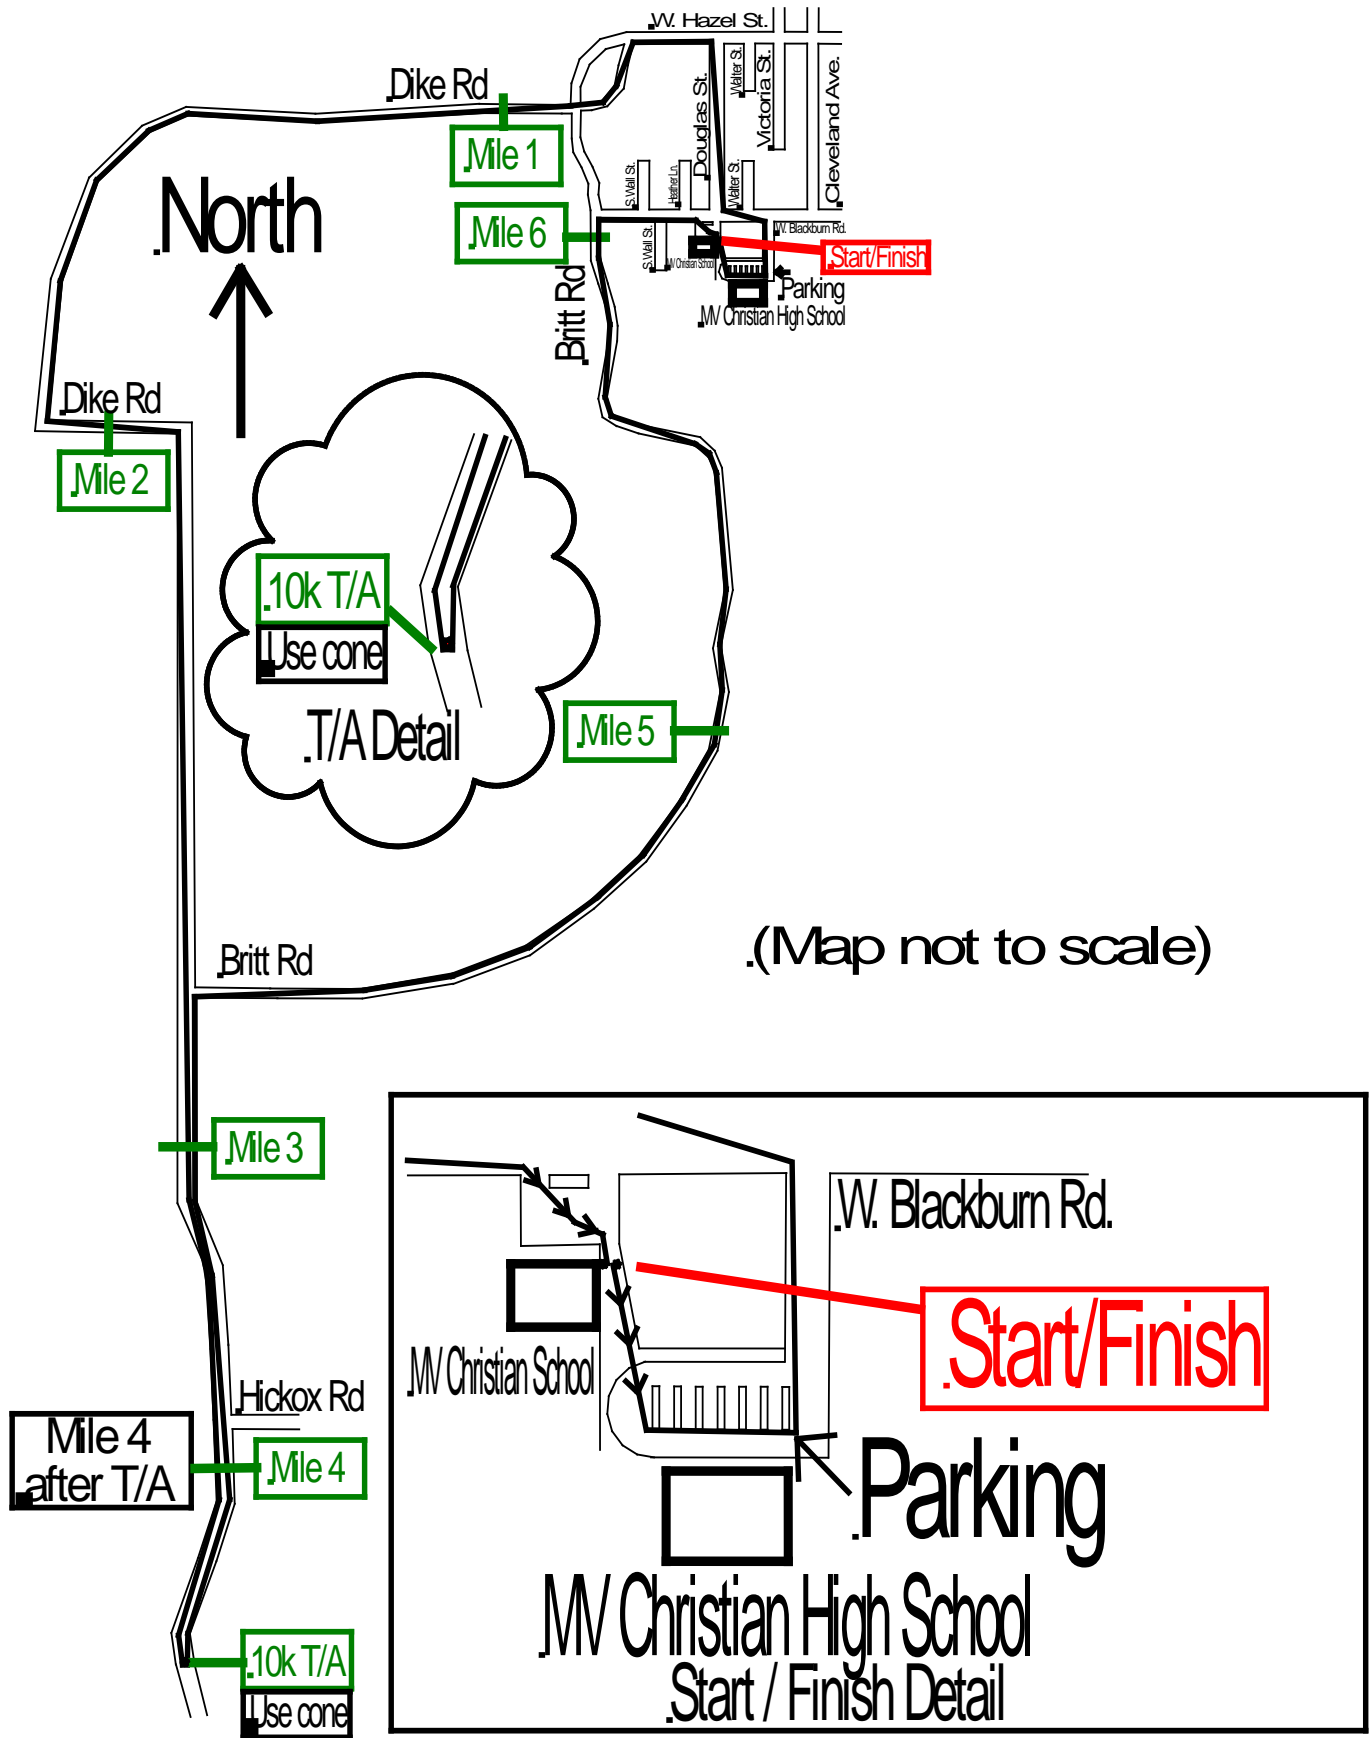 W. Hazel St.
Dike Rd
Walter St.
Victoria St.
Cleveland Ave.
Douglas St.
Mile 1
North
S.Wall St.
Heather Ln.
Walter St.
Mile 6
S.Wall St.
MV Christian School
W. Blackburn Rd.
Start/Finish
Britt Rd
Parking
MV Christian High School
Dike Rd
Mile 2
10k T/A
Use cone
T/A Detail
Mile 5
Britt Rd
(Map not to scale)
Mile 3
W. Blackburn Rd.
Start/Finish
MV Christian School
Hickox Rd
Mile 4
after T/A
Mile 4
Parking
MV Christian High School
Start / Finish Detail
10k T/A
Use cone